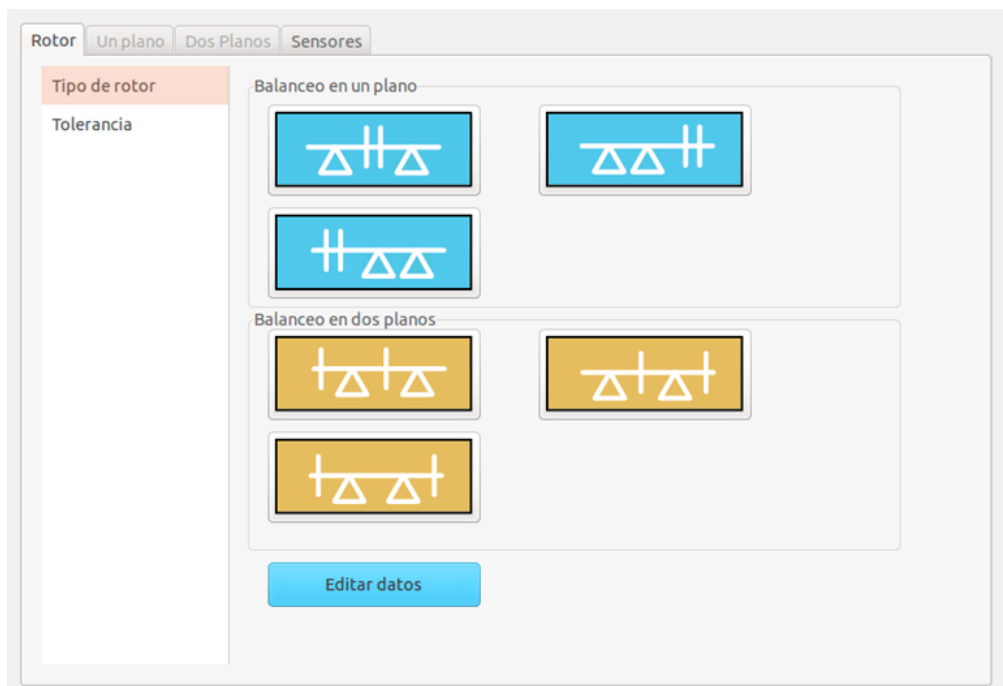 Rotor Un plano Dos Planos Sensores
Tipo de rotor
Tolerancia
Balanceo en un plano
Balanceo en dos planos
Editar datos